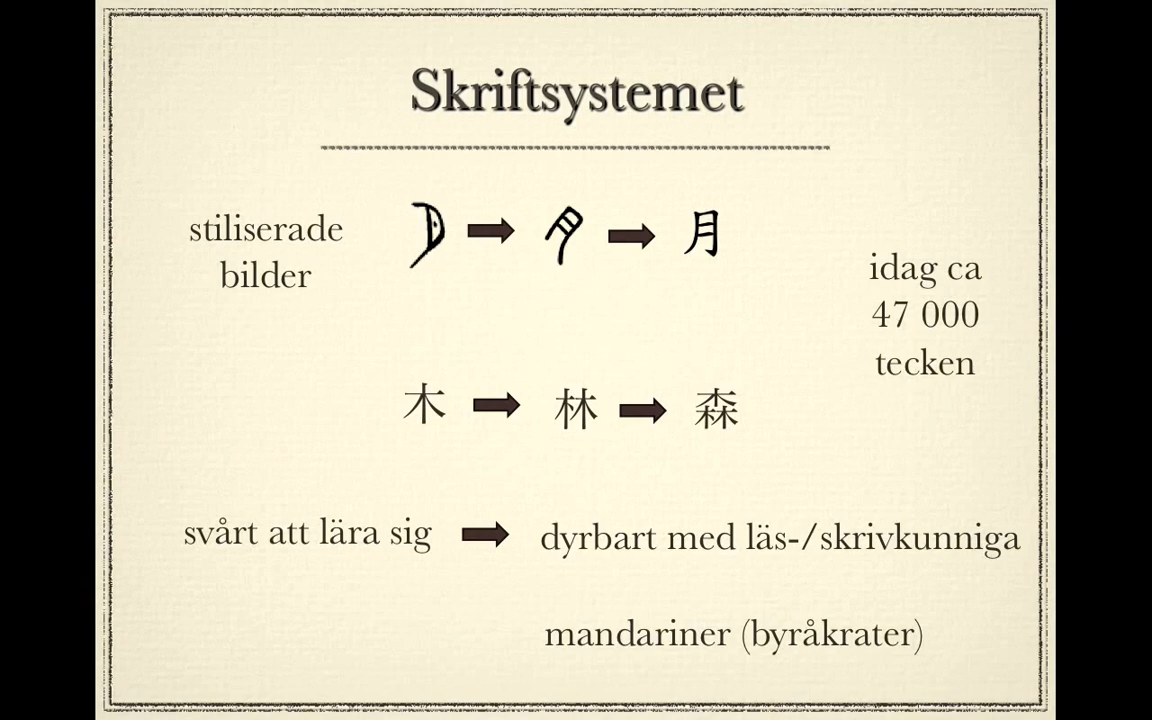 Skriftsystemet
stiliserade
bilder
月
idag ca
47 000
tecken
木 林 森
svårt att lära sig
dyrbart med läs-/skrivkunniga
mandariner (byråkrater)